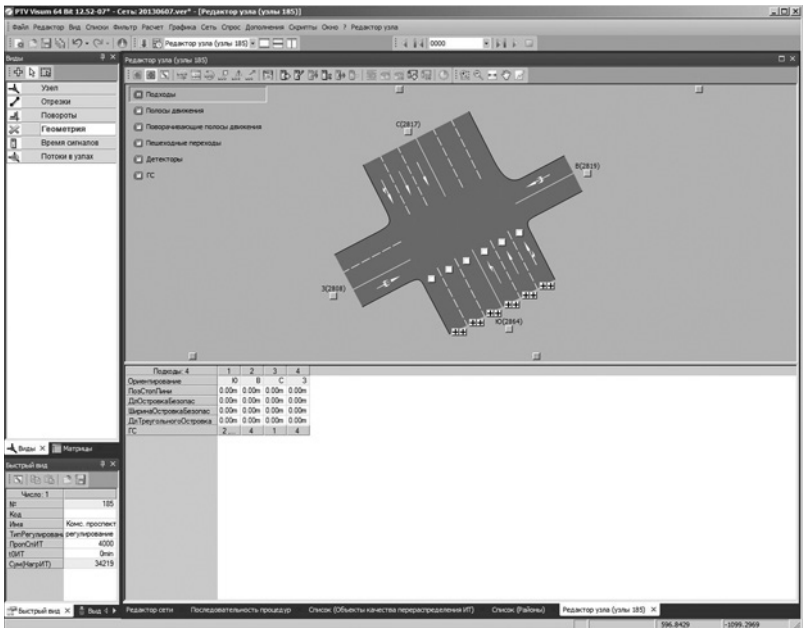 PTV Visum 64 Bit 12.52-07* - Сеть: 20130607.ver* - [Редактор узла (узлы 185)]
Файл Редактор Вид Списки Фильтр Расчет Графика Сеть Спрос Дополнения Скрипты Окно ? Редактор узла
Редактор узла (узлы 185)
0000
Виды
Узел
Отрезки
Повороты
Геометрия
Время сигналов
Потоки в узлах
Виды
Матрицы
Редактор узла (узлы 185)
Подходы
Полосы движения
Поворачивающие полосы движения
Пешеходные переходы
Детекторы
ГС
С(2817)
В(2819)
З(2808)
Ю(2864)
Подходы: 4 1 2 3 4
Ориентирование Ю В С З
ПозСтопЛини 0.00m 0.00m 0.00m 0.00m
ДлОстровкаБезопас 0.00m 0.00m 0.00m 0.00m
ШиринаОстровкаБезопас 0.00m 0.00m 0.00m 0.00m
ДлТреугольногоОстровка 0.00m 0.00m 0.00m 0.00m
ГС 2 ... 4 1 4
Быстрый вид
Число: 1
№ 185
Код
Имя Комс. проспект
ТипРегулирован регулирование
ПропСпИТ 4000
t0ИТ 0min
Сум(НагрИТ) 34219
Быстрый вид
Вид
Редактор сети
Последовательность процедур
Список (Объекты качества перераспределения ИТ)
Список (Районы)
Редактор узла (узлы 185)
596.8429
-1099.2969